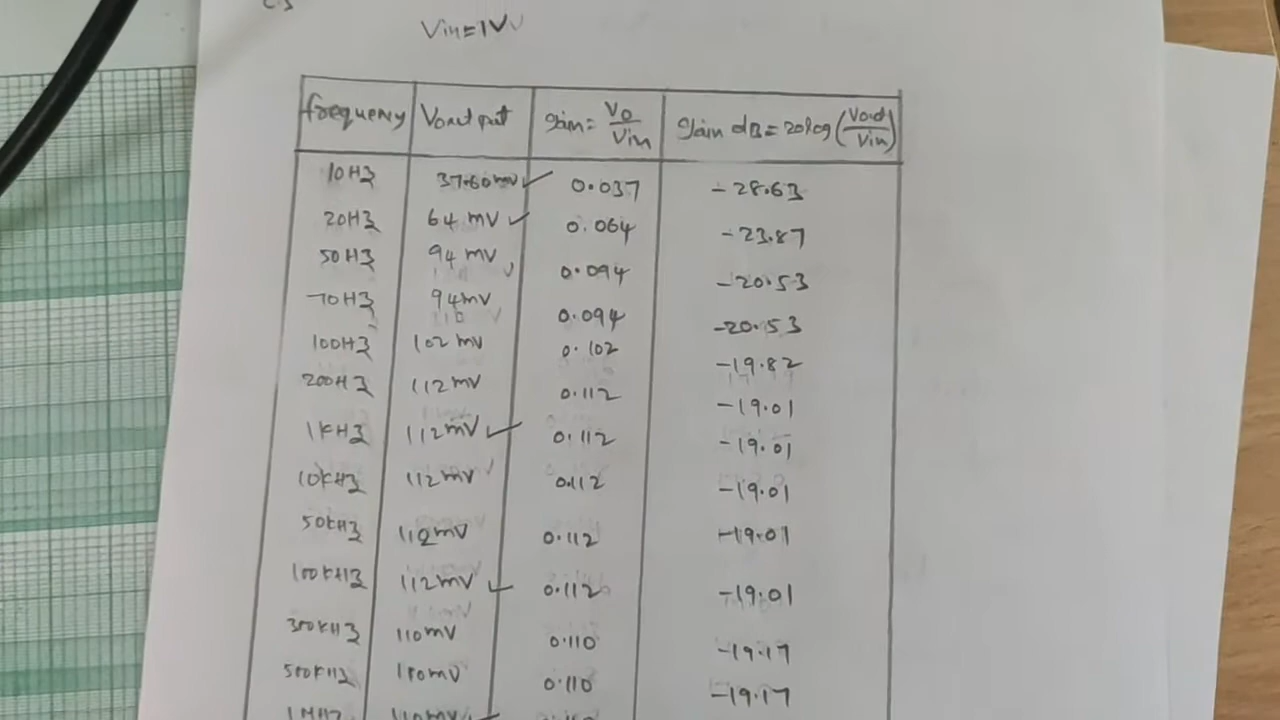 Vin=1V
frequency Voutput gain= Vo/Vin gain dB=20log(Vout/Vin)
10Hz 37.60mv 0.037 -28.63
20Hz 64 mV 0.064 -23.87
50Hz 94 mV 0.094 -20.53
70Hz 94mV 0.094 -20.53
100Hz 102 mV 0.102 -19.82
200Hz 112mV 0.112 -19.01
1KHz 112mV 0.112 -19.01
10KHz 112mV 0.112 -19.01
50KHz 112mV 0.112 -19.01
100KHz 112mV 0.112 -19.01
300KHz 110mV 0.110 -19.17
500KHz 110mV 0.110 -19.17
1MHz 110mV